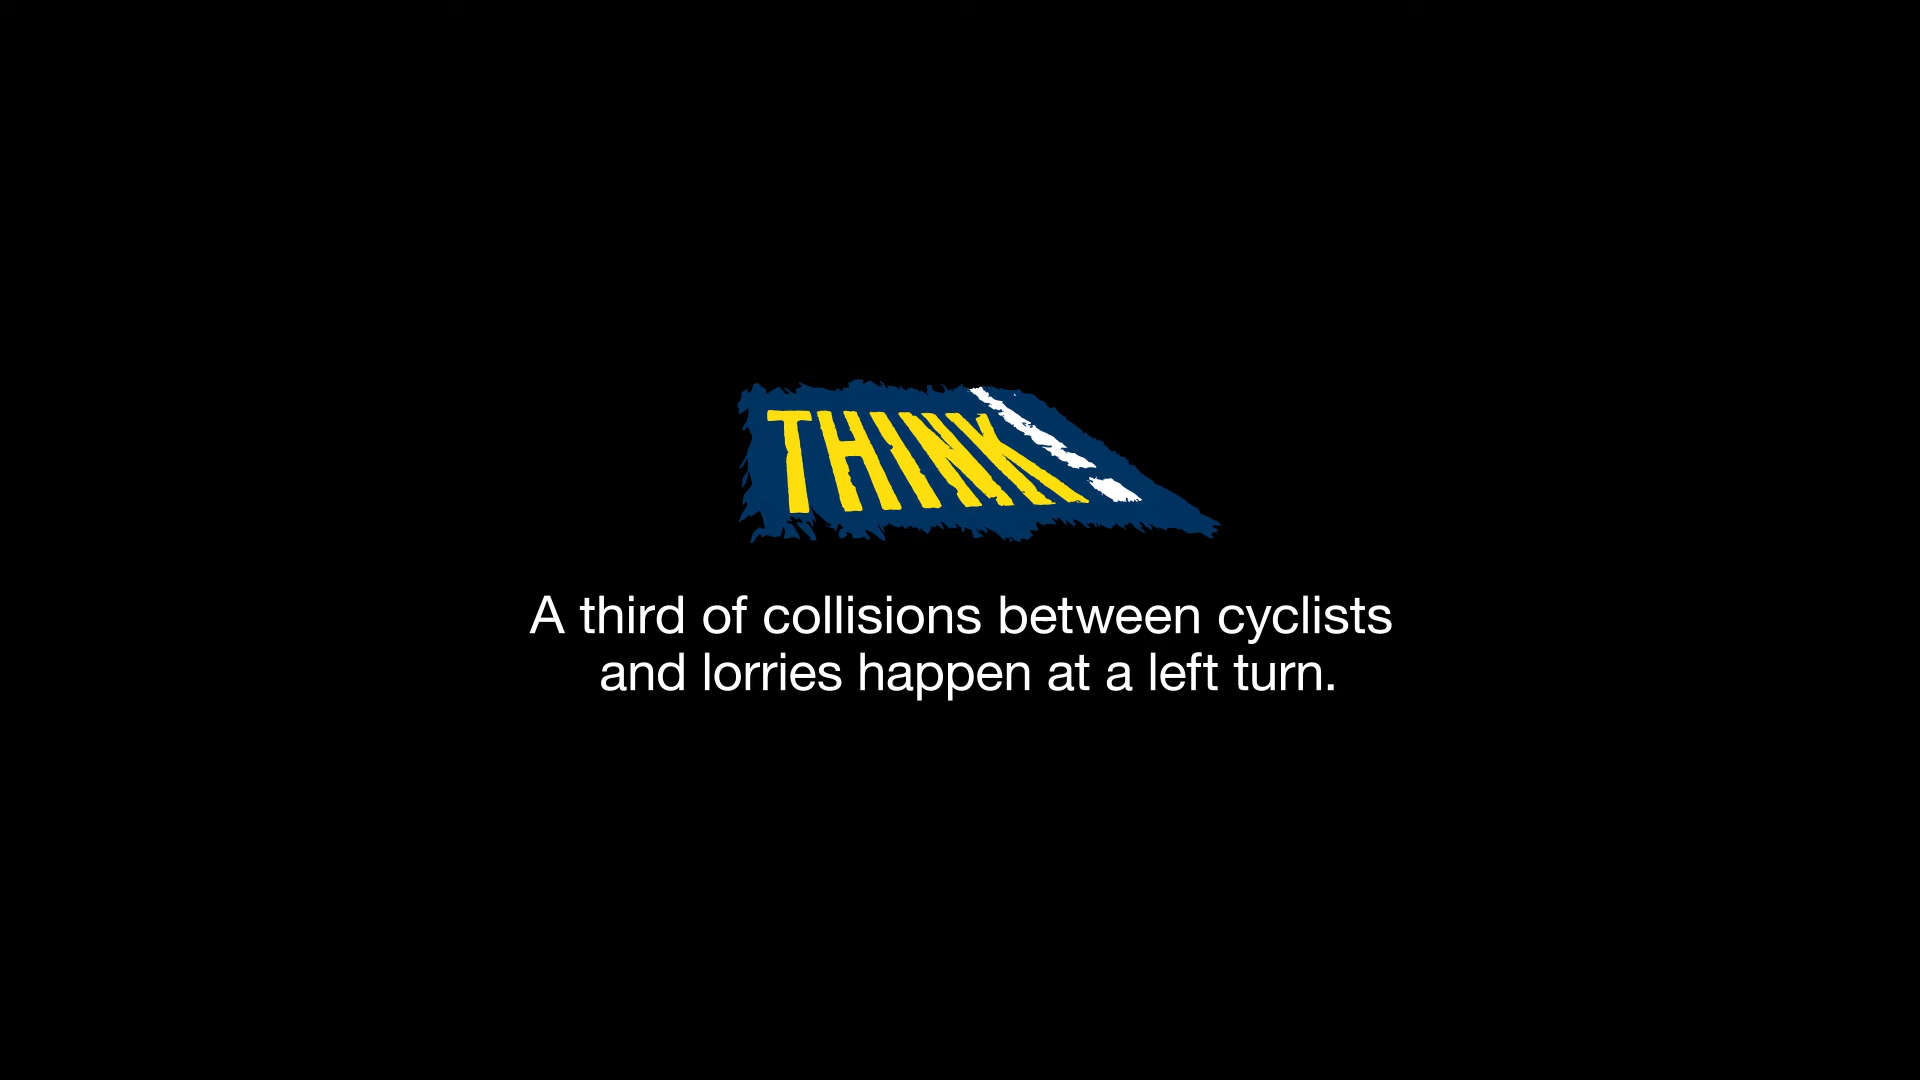 THINK!
A third of collisions between cyclists
and lorries happen at a left turn.